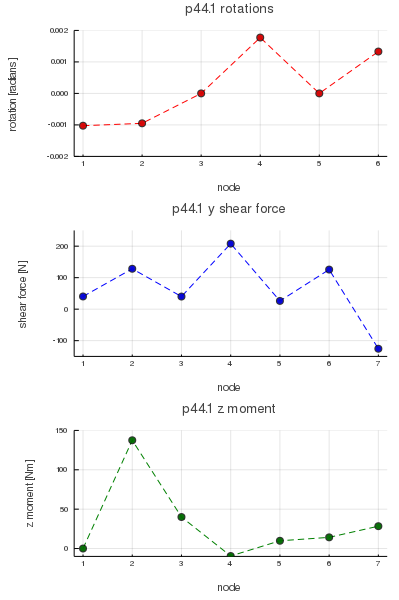 p44.1 rotations
0.002
0.001
0.000
-0.001
-0.002
rotation [radians]
1 2 3 4 5 6
node
p44.1 y shear force
200
100
0
-100
shear force [N]
1 2 3 4 5 6 7
node
p44.1 z moment
150
100
50
0
z moment [Nm]
1 2 3 4 5 6 7
node